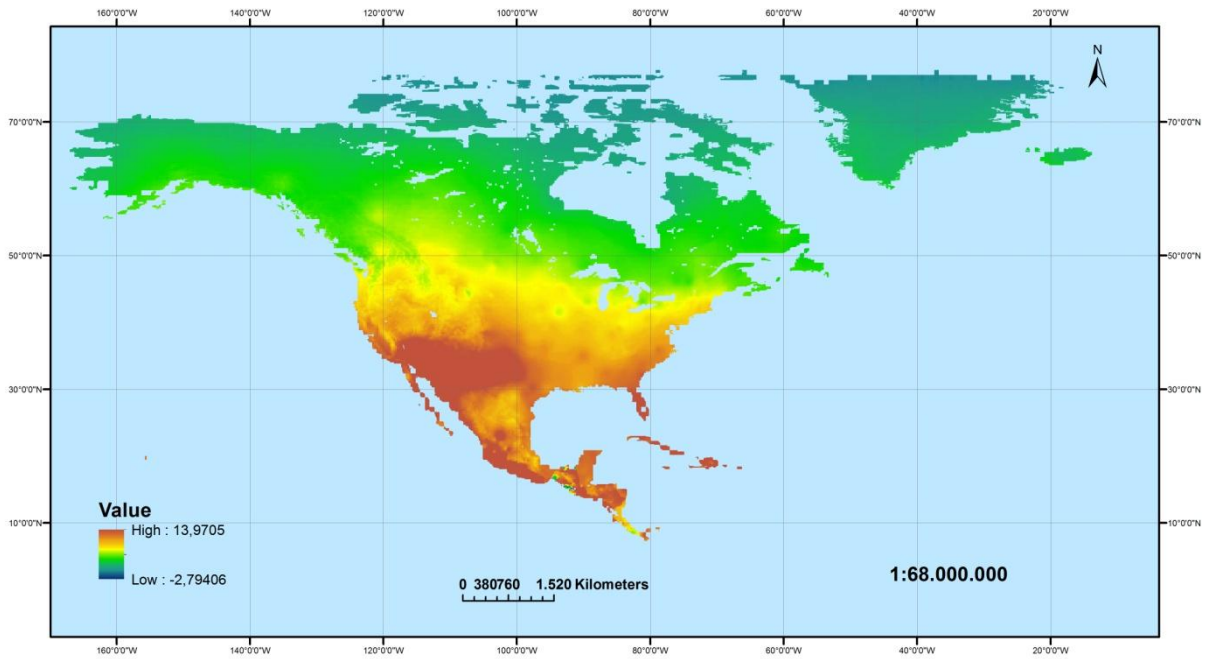 160°0'0"W 140°0'0"W 120°0'0"W 100°0'0"W 80°0'0"W 60°0'0"W 40°0'0"W 20°0'0"W
N
70°0'0"N 70°0'0"N
50°0'0"N 50°0'0"N
30°0'0"N 30°0'0"N
Value
High : 13,9705
10°0'0"N 10°0'0"N
Low : -2,79406
0 380760 1.520 Kilometers
1:68.000.000
160°0'0"W 140°0'0"W 120°0'0"W 100°0'0"W 80°0'0"W 60°0'0"W 40°0'0"W 20°0'0"W